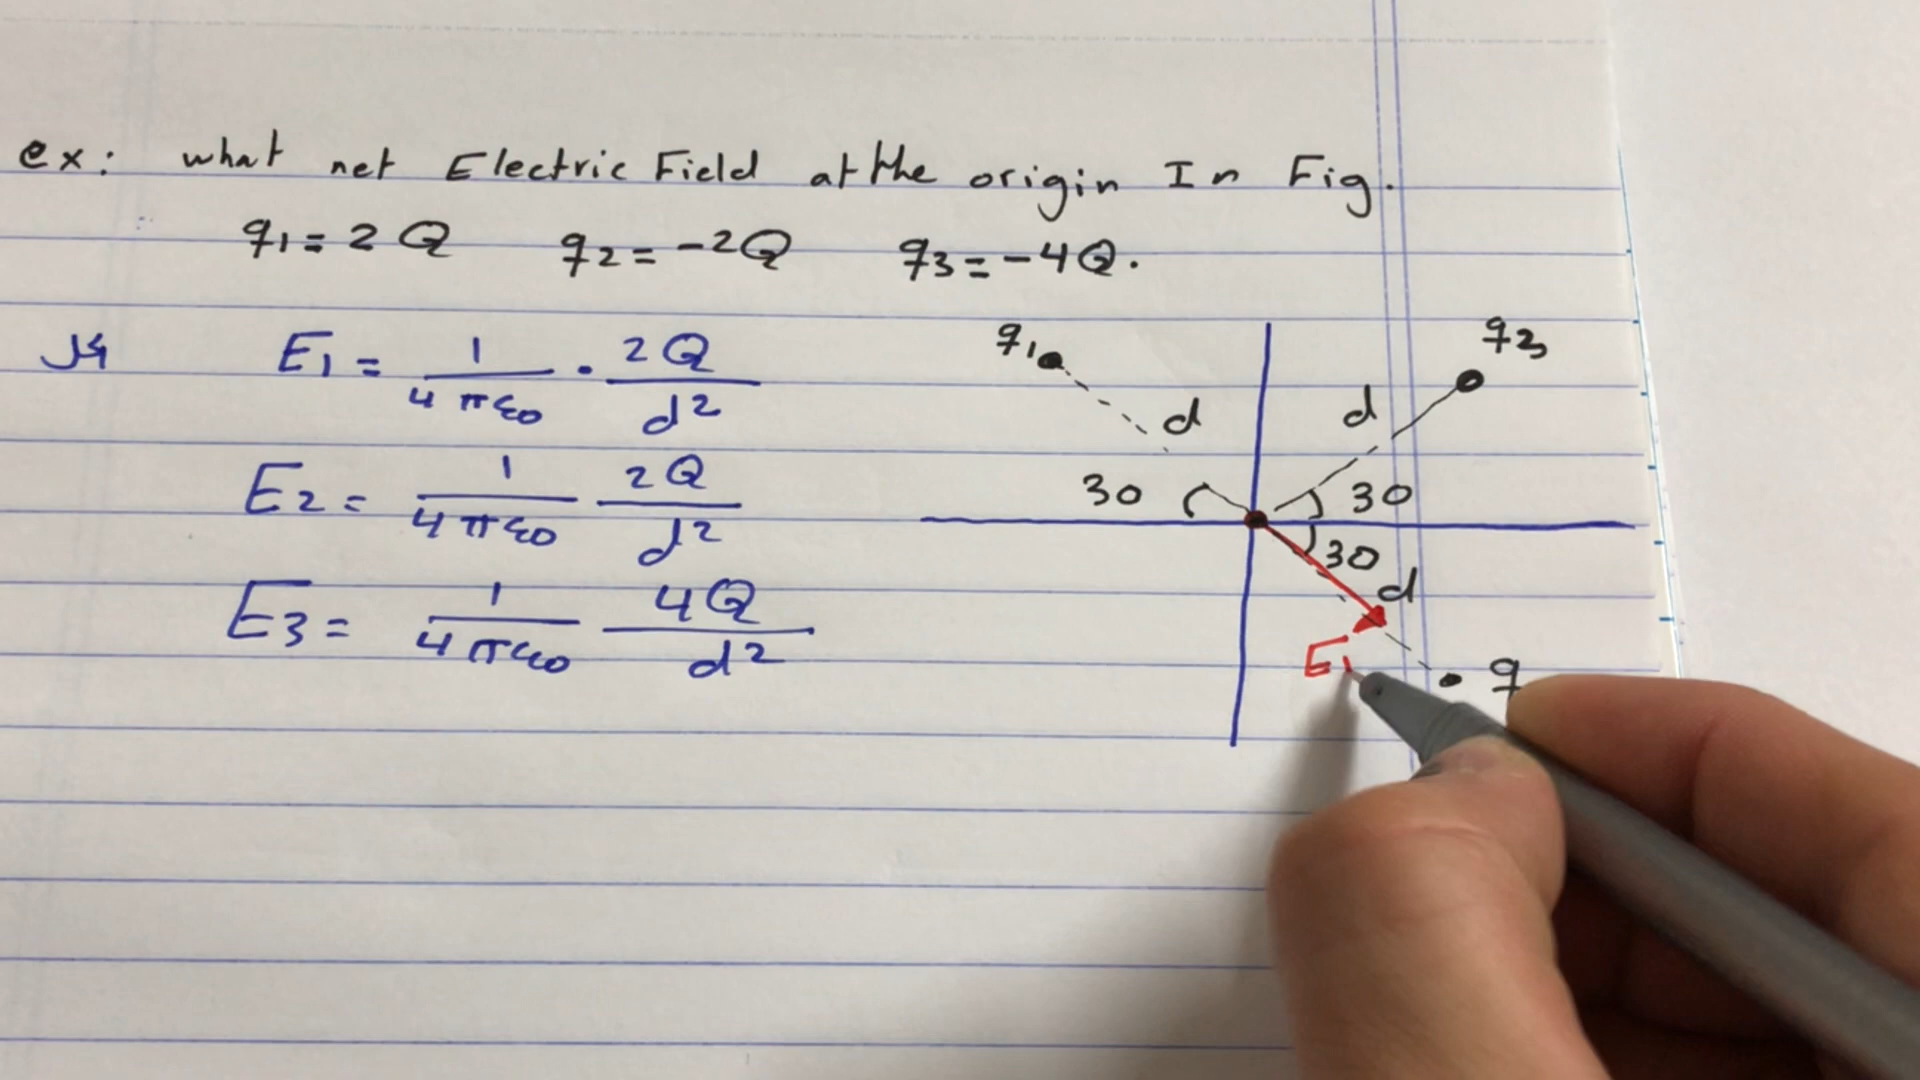 ex: what net Electric Field at the origin In Fig.
q1 = 2Q q2 = -2Q q3 = -4Q.
حل
E1 = 1/4πε0 · 2Q/d²
E2 = 1/4πε0 2Q/d²
E3 = 1/4πε0 4Q/d²
q1
q3
d
d
30
30
30
d
E1
q